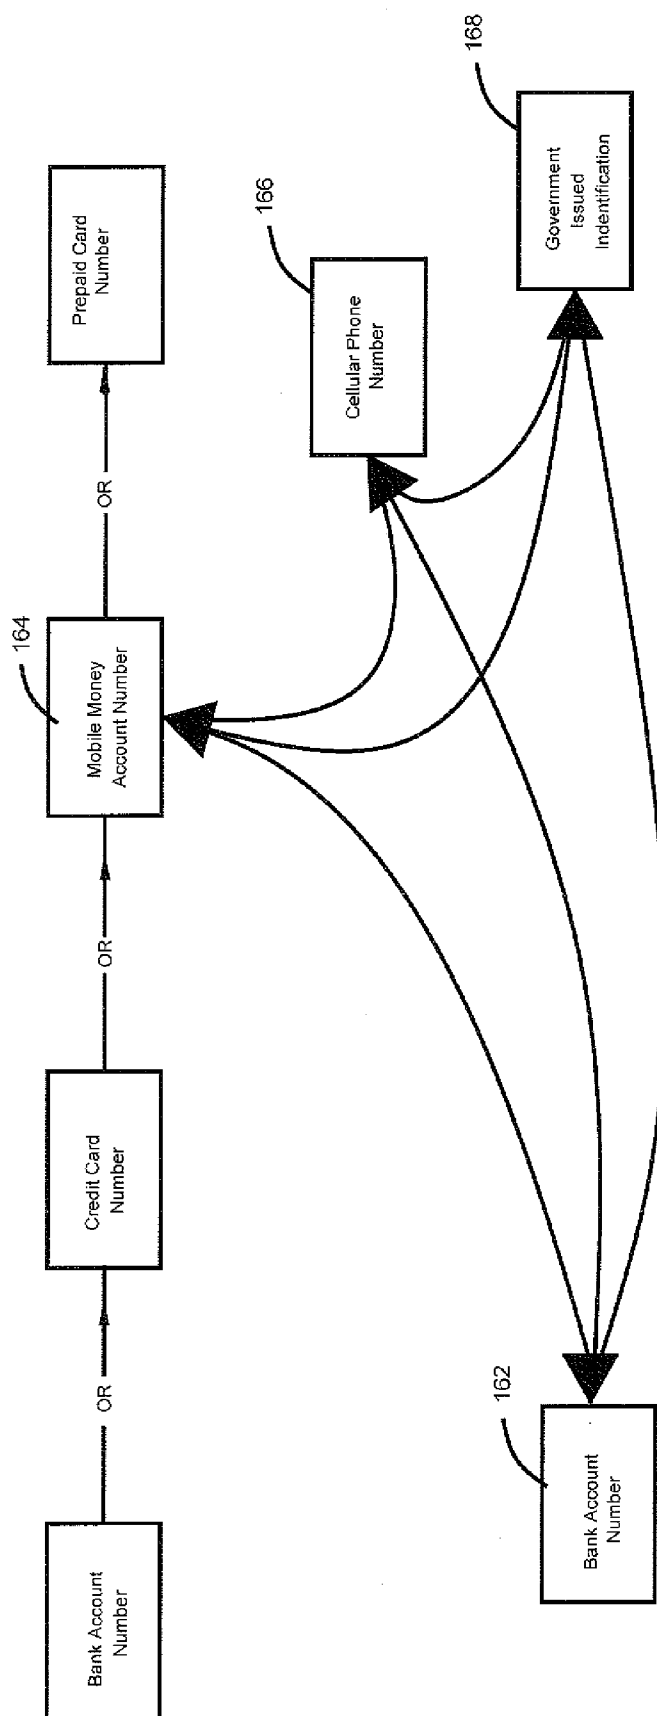 Bank Account
Number
OR
Credit Card
Number
OR
Mobile Money
Account Number
164
OR
Prepaid Card
Number
Cellular Phone
Number
166
Bank Account
Number
162
Government
Issued
Indentification
168